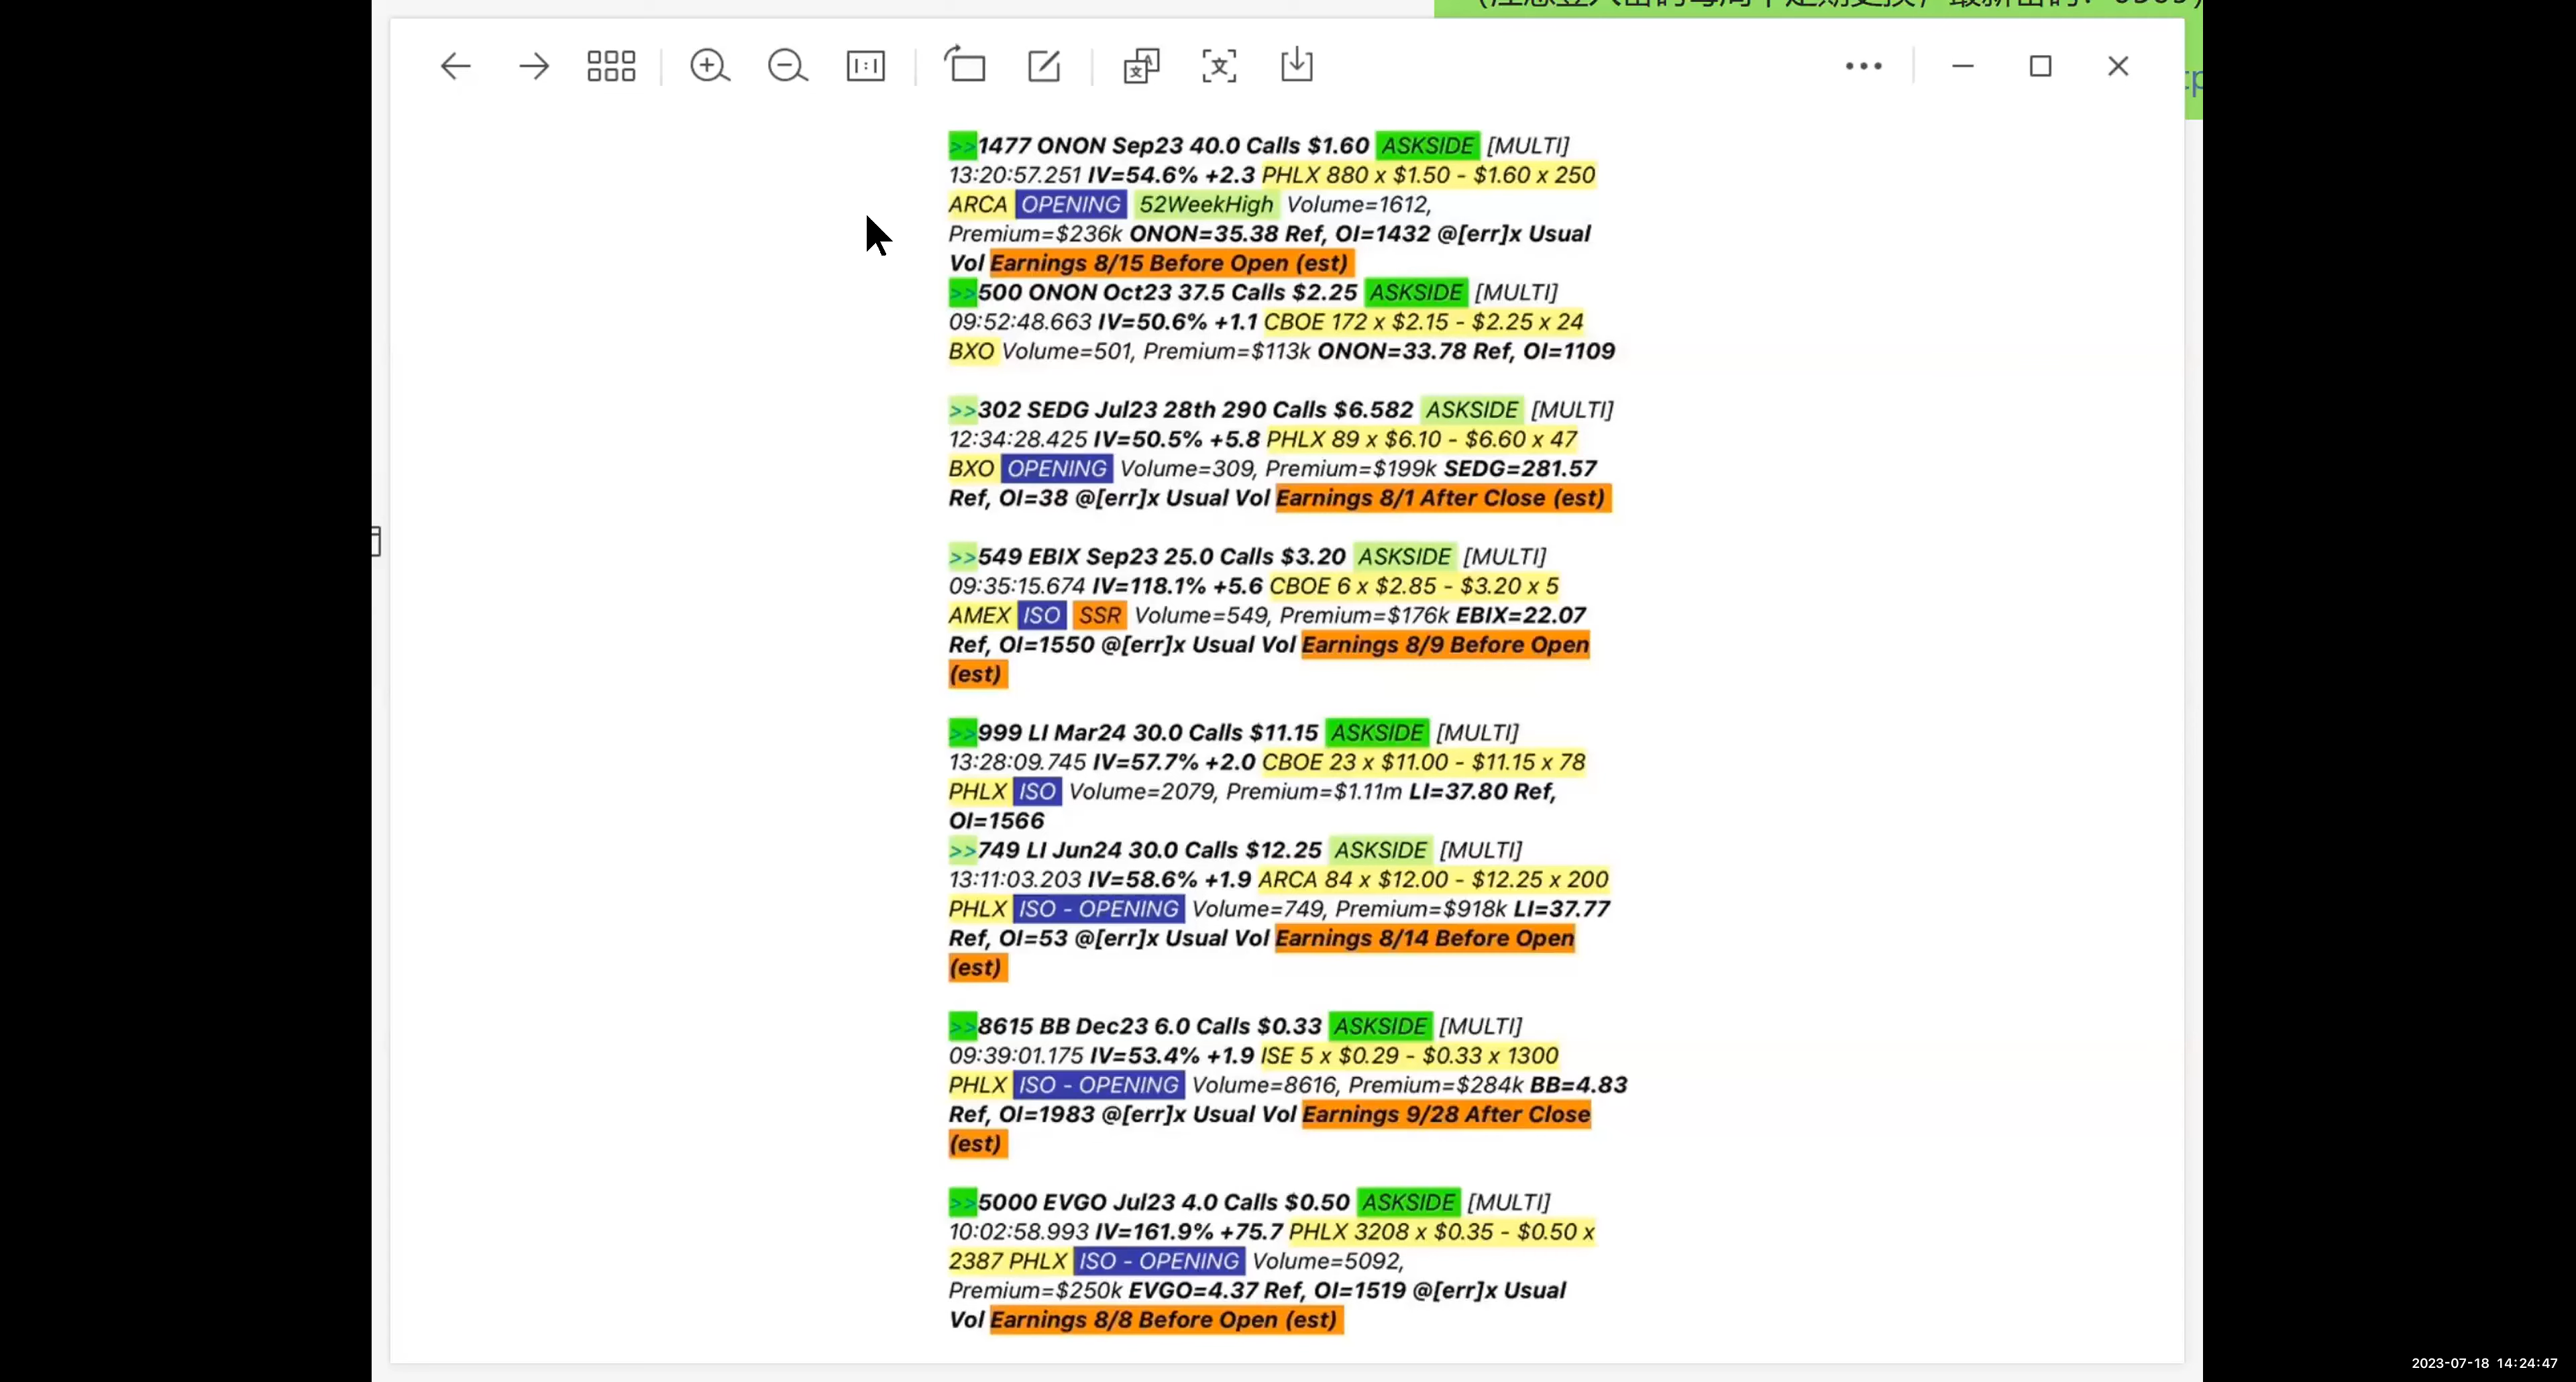 >>1477 ONON Sep23 40.0 Calls $1.60 ASKSIDE [MULTI]
13:20:57.251 IV=54.6% +2.3 PHLX 880 x $1.50 - $1.60 x 250
ARCA OPENING 52WeekHigh Volume=1612,
Premium=$236k ONON=35.38 Ref, OI=1432 @[err]x Usual
Vol Earnings 8/15 Before Open (est)
>>500 ONON Oct23 37.5 Calls $2.25 ASKSIDE [MULTI]
09:52:48.663 IV=50.6% +1.1 CBOE 172 x $2.15 - $2.25 x 24
BXO Volume=501, Premium=$113k ONON=33.78 Ref, OI=1109
>>302 SEDG Jul23 28th 290 Calls $6.582 ASKSIDE [MULTI]
12:34:28.425 IV=50.5% +5.8 PHLX 89 x $6.10 - $6.60 x 47
BXO OPENING Volume=309, Premium=$199k SEDG=281.57
Ref, OI=38 @[err]x Usual Vol Earnings 8/1 After Close (est)
>>549 EBIX Sep23 25.0 Calls $3.20 ASKSIDE [MULTI]
09:35:15.674 IV=118.1% +5.6 CBOE 6 x $2.85 - $3.20 x 5
AMEX ISO SSR Volume=549, Premium=$176k EBIX=22.07
Ref, OI=1550 @[err]x Usual Vol Earnings 8/9 Before Open
(est)
>>999 LI Mar24 30.0 Calls $11.15 ASKSIDE [MULTI]
13:28:09.745 IV=57.7% +2.0 CBOE 23 x $11.00 - $11.15 x 78
PHLX ISO Volume=2079, Premium=$1.11m LI=37.80 Ref,
OI=1566
>>749 LI Jun24 30.0 Calls $12.25 ASKSIDE [MULTI]
13:11:03.203 IV=58.6% +1.9 ARCA 84 x $12.00 - $12.25 x 200
PHLX ISO - OPENING Volume=749, Premium=$918k LI=37.77
Ref, OI=53 @[err]x Usual Vol Earnings 8/14 Before Open
(est)
>>8615 BB Dec23 6.0 Calls $0.33 ASKSIDE [MULTI]
09:39:01.175 IV=53.4% +1.9 ISE 5 x $0.29 - $0.33 x 1300
PHLX ISO - OPENING Volume=8616, Premium=$284k BB=4.83
Ref, OI=1983 @[err]x Usual Vol Earnings 9/28 After Close
(est)
>>5000 EVGO Jul23 4.0 Calls $0.50 ASKSIDE [MULTI]
10:02:58.993 IV=161.9% +75.7 PHLX 3208 x $0.35 - $0.50 x
2387 PHLX ISO - OPENING Volume=5092,
Premium=$250k EVGO=4.37 Ref, OI=1519 @[err]x Usual
Vol Earnings 8/8 Before Open (est)
2023-07-18 14:24:47